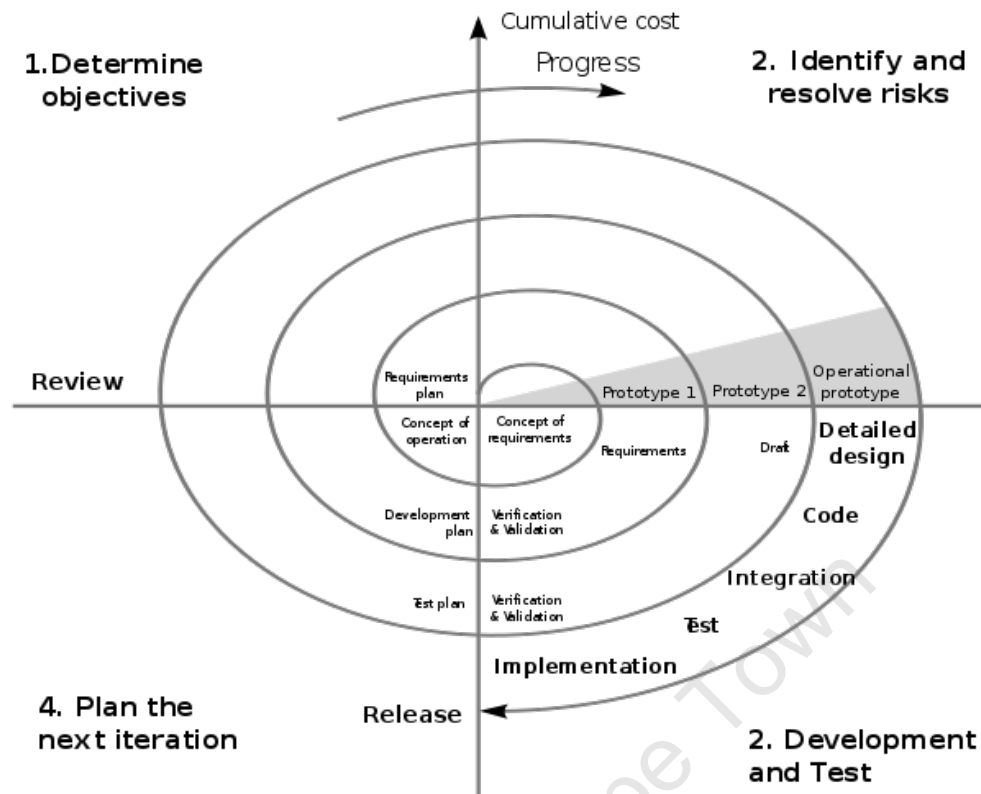 Cumulative cost
Progress
1.Determine
objectives
2. Identify and
resolve risks
Review
Requirements
plan
Prototype 1
Prototype 2
Operational
prototype
Concept of
operation
Concept of
requirements
Requirements
Draft
Detailed
design
Code
Integration
Test
Implementation
Development
plan
Verification
& Validation
Test plan
Verification
& Validation
Release
4. Plan the
next iteration
2. Development
and Test
pe Town